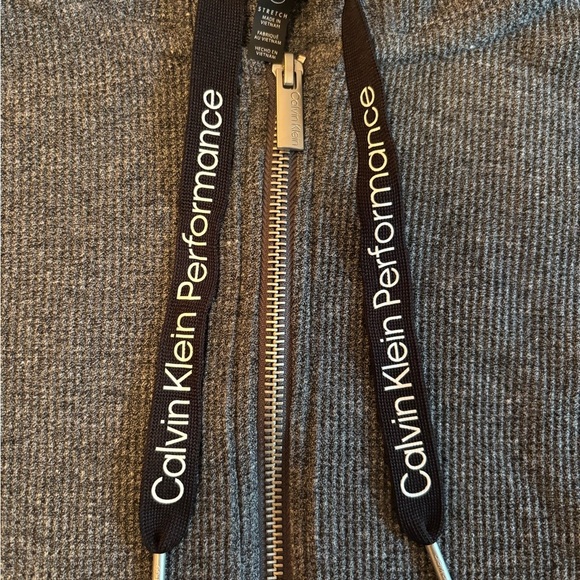 STRETCH
MADE IN
VIETNAM
FABRIQUÉ
AU VIETNAM
HECHO EN
VIETNAM
Calvin Klein
Calvin Klein Performance
Calvin Klein Performance